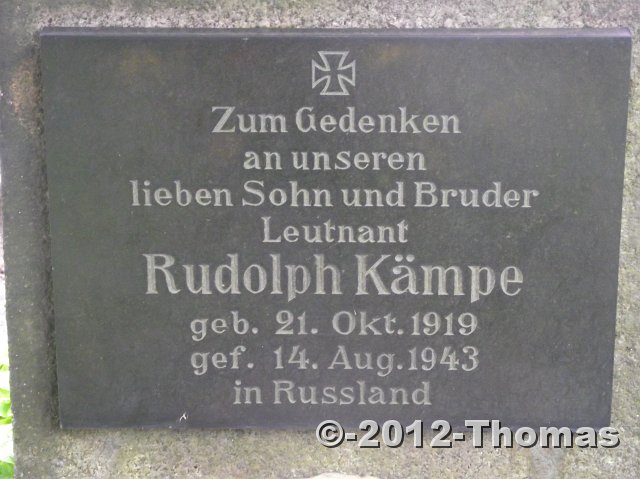 Zum Gedenken
an unseren
lieben Sohn und Bruder
Leutnant
Rudolph Kämpe
geb. 21. Okt. 1919
gef. 14. Aug. 1943
in Russland
©-2012-Thomas